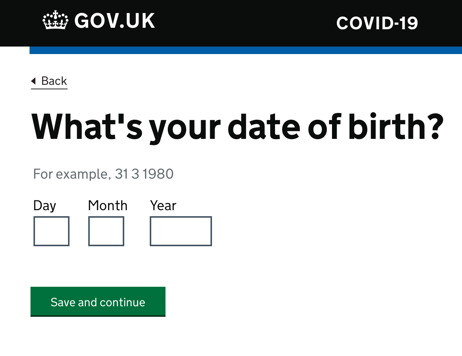 GOV.UK COVID-19
Back
What's your date of birth?
For example, 31 3 1980
Day Month Year
Save and continue